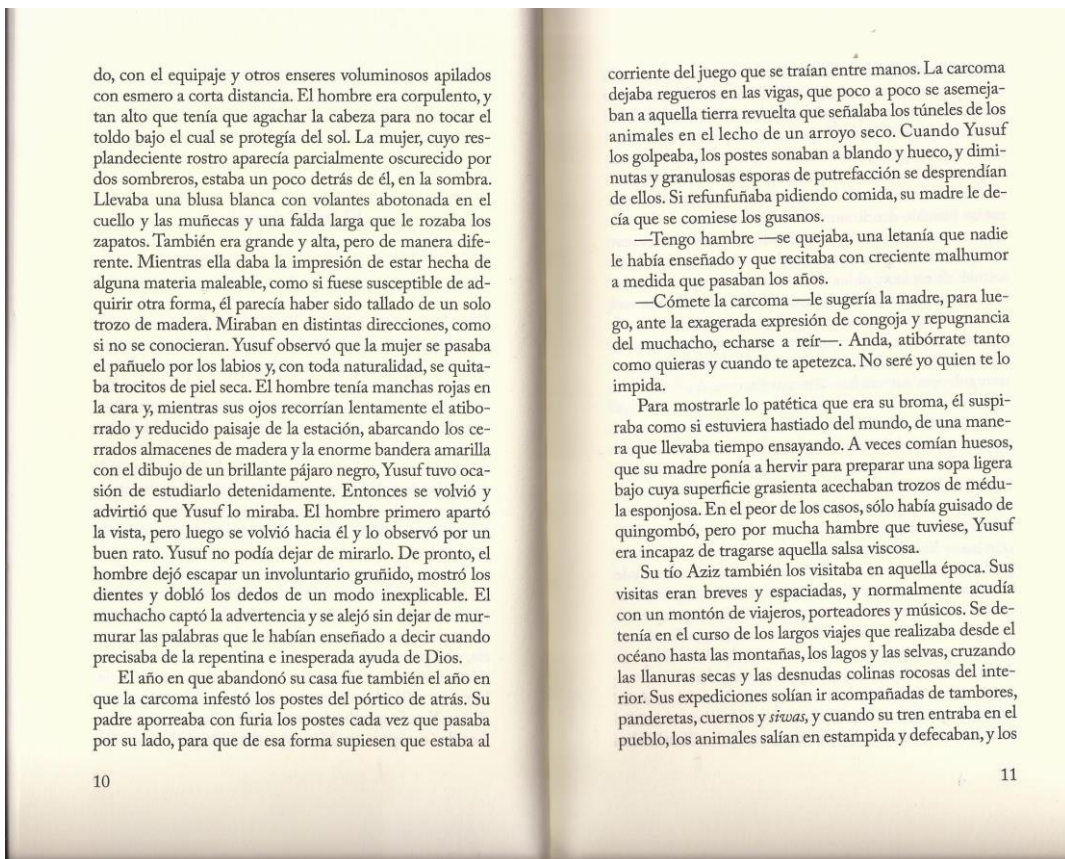 do, con el equipaje y otros enseres voluminosos apilados
con esmero a corta distancia. El hombre era corpulento, y
tan alto que tenía que agachar la cabeza para no tocar el
toldo bajo el cual se protegía del sol. La mujer, cuyo res-
plandeciente rostro aparecía parcialmente oscurecido por
dos sombreros, estaba un poco detrás de él, en la sombra.
Llevaba una blusa blanca con volantes abotonada en el
cuello y las muñecas y una falda larga que le rozaba los
zapatos. También era grande y alta, pero de manera dife-
rente. Mientras ella daba la impresión de estar hecha de
alguna materia maleable, como si fuese susceptible de ad-
quirir otra forma, él parecía haber sido tallado de un solo
trozo de madera. Miraban en distintas direcciones, como
si no se conocieran. Yusuf observó que la mujer se pasaba
el pañuelo por los labios y, con toda naturalidad, se quita-
ba trocitos de piel seca. El hombre tenía manchas rojas en
la cara y, mientras sus ojos recorrían lentamente el atibo-
rrado y reducido paisaje de la estación, abarcando los ce-
rrados almacenes de madera y la enorme bandera amarilla
con el dibujo de un brillante pájaro negro, Yusuf tuvo oca-
sión de estudiarlo detenidamente. Entonces se volvió y
advirtió que Yusuf lo miraba. El hombre primero apartó
la vista, pero luego se volvió hacia él y lo observó por un
buen rato. Yusuf no podía dejar de mirarlo. De pronto, el
hombre dejó escapar un involuntario gruñido, mostró los
dientes y dobló los dedos de un modo inexplicable. El
muchacho captó la advertencia y se alejó sin dejar de mur-
murar las palabras que le habían enseñado a decir cuando
precisaba de la repentina e inesperada ayuda de Dios.
El año en que abandonó su casa fue también el año en
que la carcoma infestó los postes del pórtico de atrás. Su
padre aporreaba con furia los postes cada vez que pasaba
por su lado, para que de esa forma supiesen que estaba al
10
corriente del juego que se traían entre manos. La carcoma
dejaba regueros en las vigas, que poco a poco se asemeja-
ban a aquella tierra revuelta que señalaba los túneles de los
animales en el lecho de un arroyo seco. Cuando Yusuf
los golpeaba, los postes sonaban a blando y hueco, y dimi-
nutas y granulosas esporas de putrefacción se desprendían
de ellos. Si refunfuñaba pidiendo comida, su madre le de-
cía que se comiese los gusanos.
—Tengo hambre —se quejaba, una letanía que nadie
le había enseñado y que recitaba con creciente malhumor
a medida que pasaban los años.
—Cómete la carcoma —le sugería la madre, para lue-
go, ante la exagerada expresión de congoja y repugnancia
del muchacho, echarse a reír—. Anda, atibórrate tanto
como quieras y cuando te apetezca. No seré yo quien te lo
impida.
Para mostrarle lo patética que era su broma, él suspi-
raba como si estuviera hastiado del mundo, de una mane-
ra que llevaba tiempo ensayando. A veces comían huesos,
que su madre ponía a hervir para preparar una sopa ligera
bajo cuya superficie grasienta acechaban trozos de médu-
la esponjosa. En el peor de los casos, sólo había guisado de
quingombó, pero por mucha hambre que tuviese, Yusuf
era incapaz de tragarse aquella salsa viscosa.
Su tío Aziz también los visitaba en aquella época. Sus
visitas eran breves y espaciadas, y normalmente acudía
con un montón de viajeros, porteadores y músicos. Se de-
tenía en el curso de los largos viajes que realizaba desde el
océano hasta las montañas, los lagos y las selvas, cruzando
las llanuras secas y las desnudas colinas rocosas del inte-
rior. Sus expediciones solían ir acompañadas de tambores,
panderetas, cuernos y siwas, y cuando su tren entraba en el
pueblo, los animales salían en estampida y defecaban, y los
11